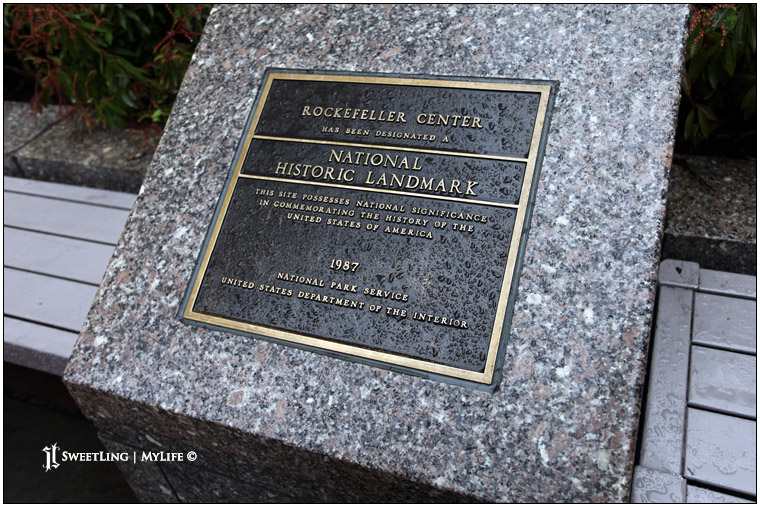 ROCKEFELLER CENTER
HAS BEEN DESIGNATED A
NATIONAL
HISTORIC LANDMARK
THIS SITE POSSESSES NATIONAL SIGNIFICANCE
IN COMMEMORATING THE HISTORY OF THE
UNITED STATES OF AMERICA
1987
NATIONAL PARK SERVICE
UNITED STATES DEPARTMENT OF THE INTERIOR
SWEETLING | MYLIFE ©